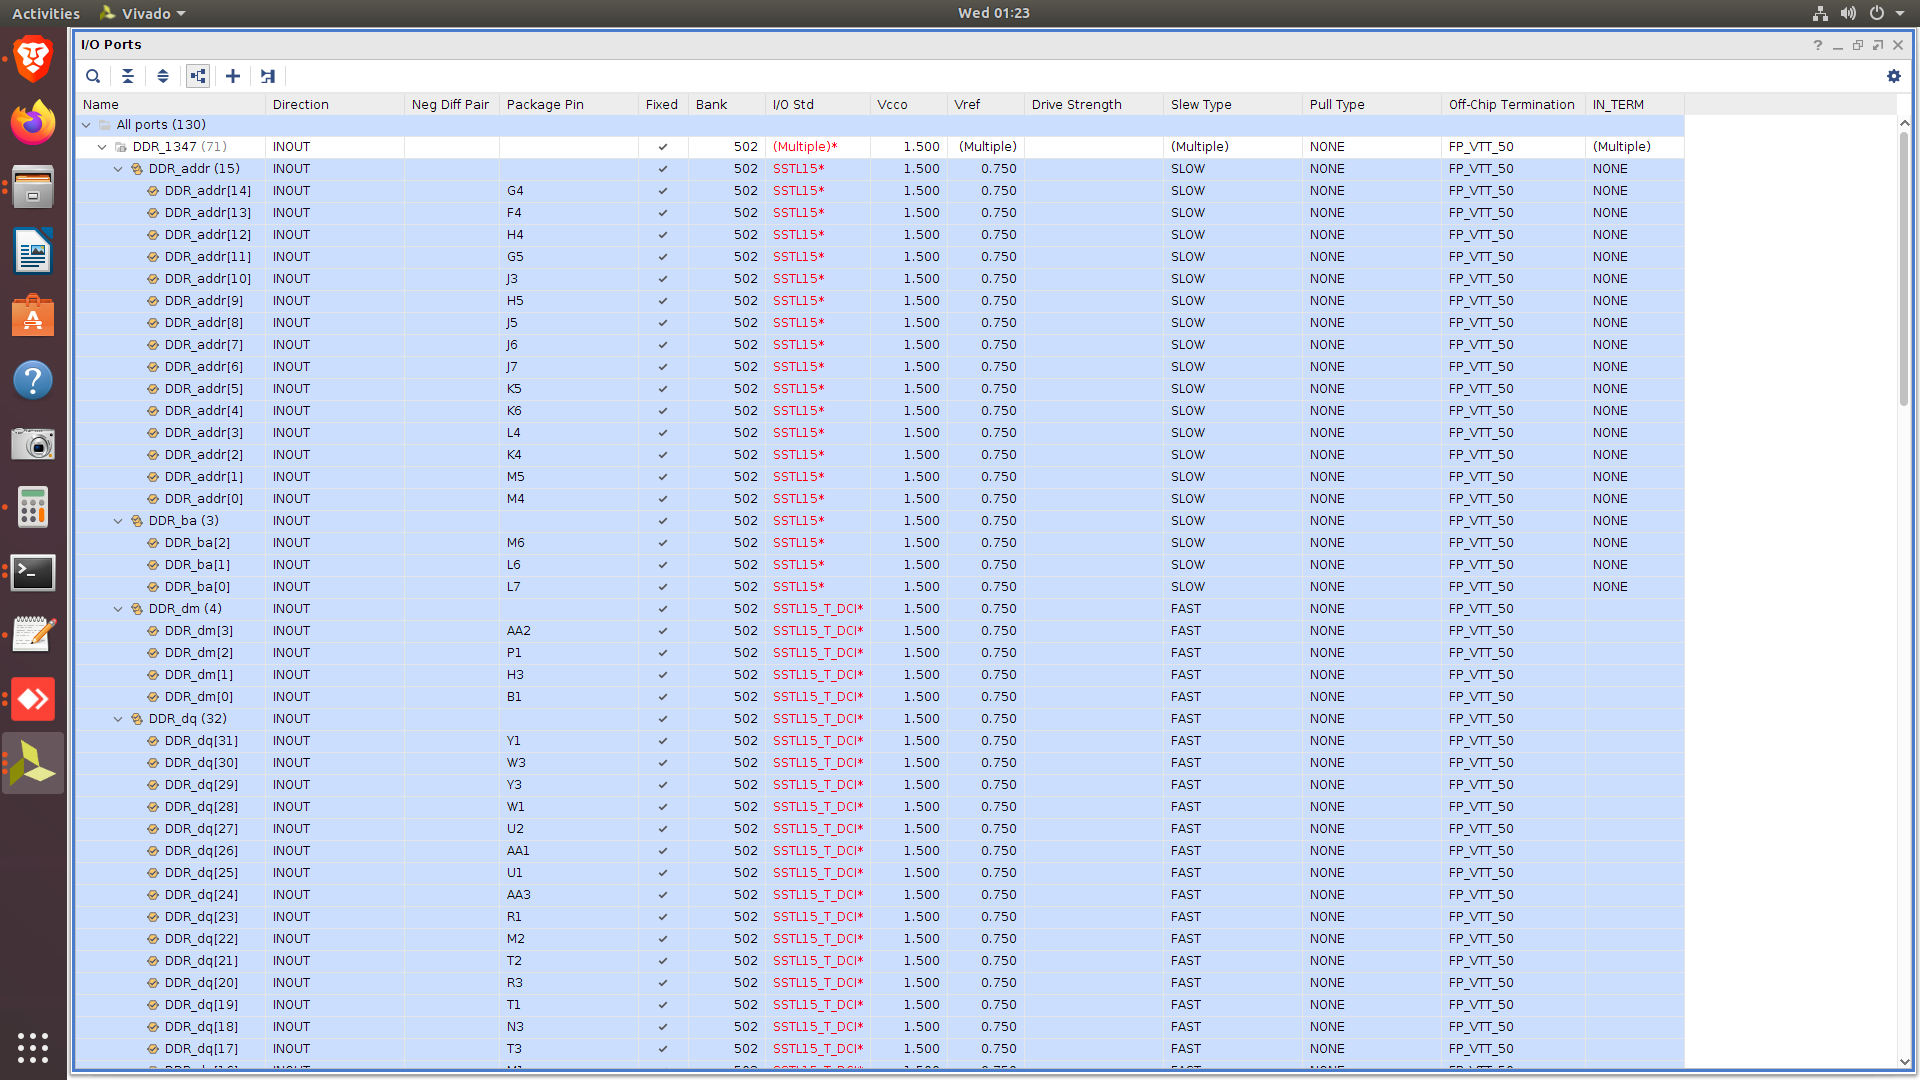 Activities Vivado Wed 01:23
I/O Ports
Name Direction Neg Diff Pair Package Pin Fixed Bank I/O Std Vcco Vref Drive Strength Slew Type Pull Type Off-Chip Termination IN_TERM
All ports (130)
DDR_1347 (71) INOUT 502 (Multiple)* 1.500 (Multiple) (Multiple) NONE FP_VTT_50 (Multiple)
DDR_addr (15) INOUT 502 SSTL15* 1.500 0.750 SLOW NONE FP_VTT_50 NONE
DDR_addr[14] INOUT G4 502 SSTL15* 1.500 0.750 SLOW NONE FP_VTT_50 NONE
DDR_addr[13] INOUT F4 502 SSTL15* 1.500 0.750 SLOW NONE FP_VTT_50 NONE
DDR_addr[12] INOUT H4 502 SSTL15* 1.500 0.750 SLOW NONE FP_VTT_50 NONE
DDR_addr[11] INOUT G5 502 SSTL15* 1.500 0.750 SLOW NONE FP_VTT_50 NONE
DDR_addr[10] INOUT J3 502 SSTL15* 1.500 0.750 SLOW NONE FP_VTT_50 NONE
DDR_addr[9] INOUT H5 502 SSTL15* 1.500 0.750 SLOW NONE FP_VTT_50 NONE
DDR_addr[8] INOUT J5 502 SSTL15* 1.500 0.750 SLOW NONE FP_VTT_50 NONE
DDR_addr[7] INOUT J6 502 SSTL15* 1.500 0.750 SLOW NONE FP_VTT_50 NONE
DDR_addr[6] INOUT J7 502 SSTL15* 1.500 0.750 SLOW NONE FP_VTT_50 NONE
DDR_addr[5] INOUT K5 502 SSTL15* 1.500 0.750 SLOW NONE FP_VTT_50 NONE
DDR_addr[4] INOUT K6 502 SSTL15* 1.500 0.750 SLOW NONE FP_VTT_50 NONE
DDR_addr[3] INOUT L4 502 SSTL15* 1.500 0.750 SLOW NONE FP_VTT_50 NONE
DDR_addr[2] INOUT K4 502 SSTL15* 1.500 0.750 SLOW NONE FP_VTT_50 NONE
DDR_addr[1] INOUT M5 502 SSTL15* 1.500 0.750 SLOW NONE FP_VTT_50 NONE
DDR_addr[0] INOUT M4 502 SSTL15* 1.500 0.750 SLOW NONE FP_VTT_50 NONE
DDR_ba (3) INOUT 502 SSTL15* 1.500 0.750 SLOW NONE FP_VTT_50 NONE
DDR_ba[2] INOUT M6 502 SSTL15* 1.500 0.750 SLOW NONE FP_VTT_50 NONE
DDR_ba[1] INOUT L6 502 SSTL15* 1.500 0.750 SLOW NONE FP_VTT_50 NONE
DDR_ba[0] INOUT L7 502 SSTL15* 1.500 0.750 SLOW NONE FP_VTT_50 NONE
DDR_dm (4) INOUT 502 SSTL15_T_DCI* 1.500 0.750 FAST NONE FP_VTT_50
DDR_dm[3] INOUT AA2 502 SSTL15_T_DCI* 1.500 0.750 FAST NONE FP_VTT_50
DDR_dm[2] INOUT P1 502 SSTL15_T_DCI* 1.500 0.750 FAST NONE FP_VTT_50
DDR_dm[1] INOUT H3 502 SSTL15_T_DCI* 1.500 0.750 FAST NONE FP_VTT_50
DDR_dm[0] INOUT B1 502 SSTL15_T_DCI* 1.500 0.750 FAST NONE FP_VTT_50
DDR_dq (32) INOUT 502 SSTL15_T_DCI* 1.500 0.750 FAST NONE FP_VTT_50
DDR_dq[31] INOUT Y1 502 SSTL15_T_DCI* 1.500 0.750 FAST NONE FP_VTT_50
DDR_dq[30] INOUT W3 502 SSTL15_T_DCI* 1.500 0.750 FAST NONE FP_VTT_50
DDR_dq[29] INOUT Y3 502 SSTL15_T_DCI* 1.500 0.750 FAST NONE FP_VTT_50
DDR_dq[28] INOUT W1 502 SSTL15_T_DCI* 1.500 0.750 FAST NONE FP_VTT_50
DDR_dq[27] INOUT U2 502 SSTL15_T_DCI* 1.500 0.750 FAST NONE FP_VTT_50
DDR_dq[26] INOUT AA1 502 SSTL15_T_DCI* 1.500 0.750 FAST NONE FP_VTT_50
DDR_dq[25] INOUT U1 502 SSTL15_T_DCI* 1.500 0.750 FAST NONE FP_VTT_50
DDR_dq[24] INOUT AA3 502 SSTL15_T_DCI* 1.500 0.750 FAST NONE FP_VTT_50
DDR_dq[23] INOUT R1 502 SSTL15_T_DCI* 1.500 0.750 FAST NONE FP_VTT_50
DDR_dq[22] INOUT M2 502 SSTL15_T_DCI* 1.500 0.750 FAST NONE FP_VTT_50
DDR_dq[21] INOUT T2 502 SSTL15_T_DCI* 1.500 0.750 FAST NONE FP_VTT_50
DDR_dq[20] INOUT R3 502 SSTL15_T_DCI* 1.500 0.750 FAST NONE FP_VTT_50
DDR_dq[19] INOUT T1 502 SSTL15_T_DCI* 1.500 0.750 FAST NONE FP_VTT_50
DDR_dq[18] INOUT N3 502 SSTL15_T_DCI* 1.500 0.750 FAST NONE FP_VTT_50
DDR_dq[17] INOUT T3 502 SSTL15_T_DCI* 1.500 0.750 FAST NONE FP_VTT_50